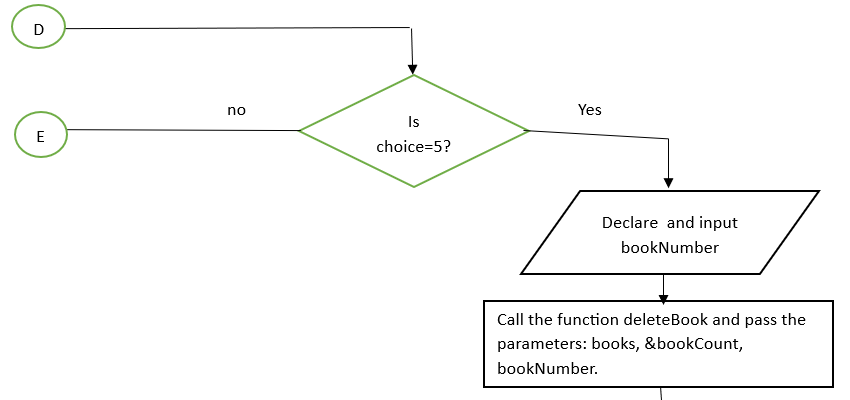 D
no
Yes
Is
choice=5?
E
Declare  and input
bookNumber
Call the function deleteBook and pass the
parameters: books, &bookCount,
bookNumber.